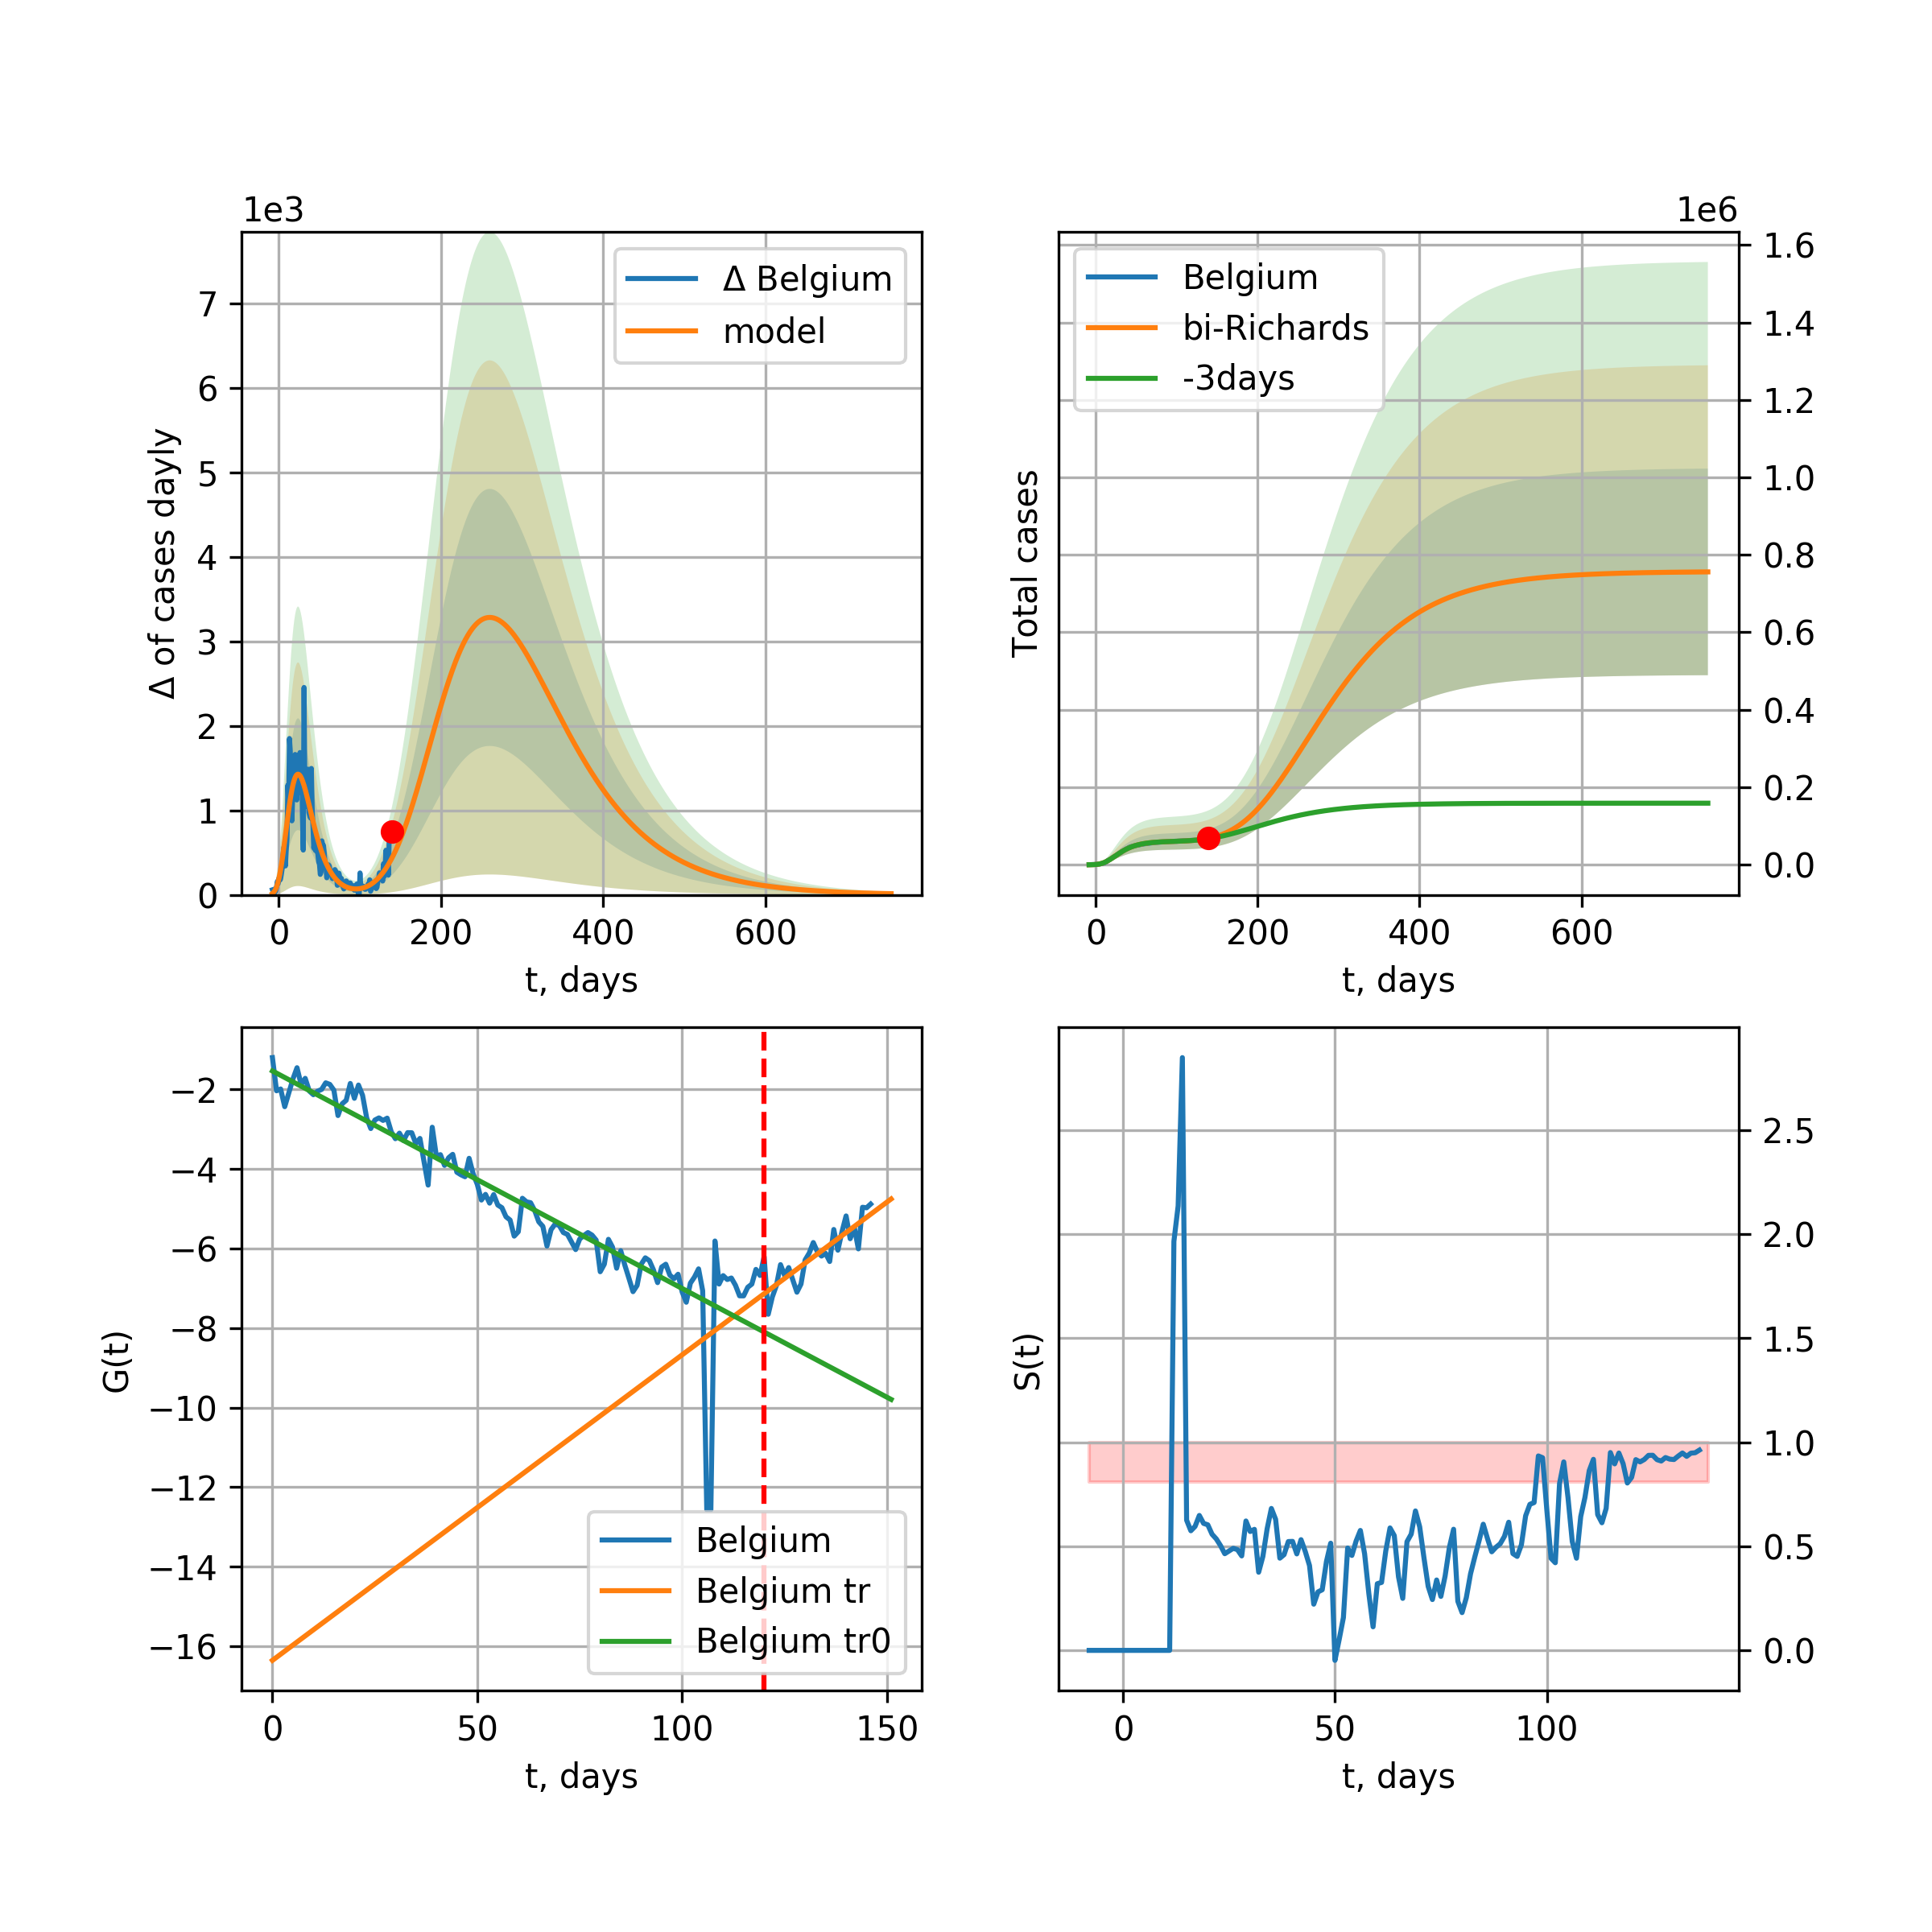 1e3
Δ of cases dayly
7
6
5
4
3
2
1
0
Δ Belgium
model
0 200 400 600
t, days
1e6
Total cases
Belgium
bi-Richards
-3days
1.6
1.4
1.2
1.0
0.8
0.6
0.4
0.2
0.0
0 200 400 600
t, days
G(t)
−2
−4
−6
−8
−10
−12
−14
−16
Belgium
Belgium tr
Belgium tr0
0 50 100 150
t, days
S(t)
2.5
2.0
1.5
1.0
0.5
0.0
0 50 100
t, days